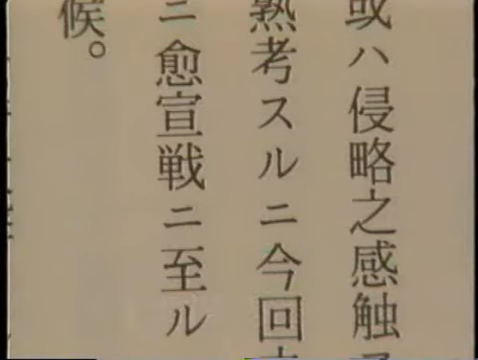 或ハ侵略之感触
熟考スルニ今回
ニ愈宣戦ニ至ル
候。